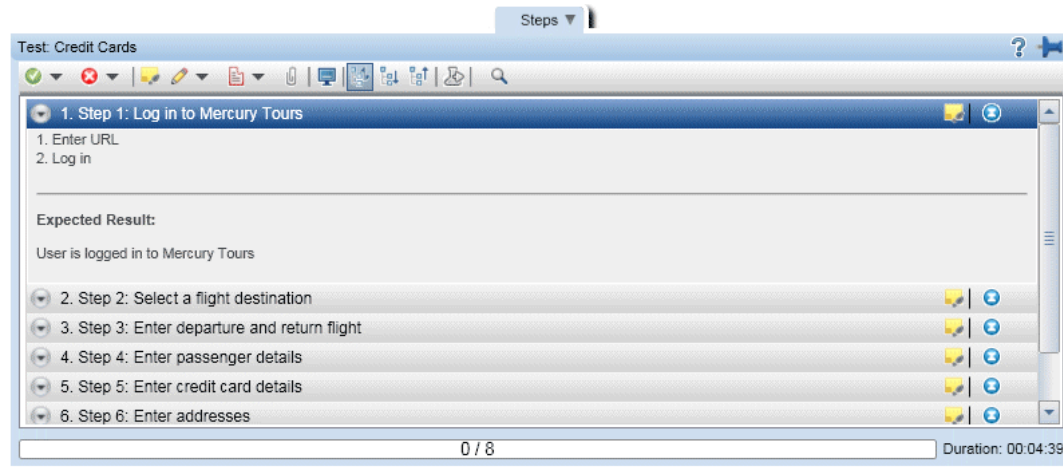 Steps
Test: Credit Cards
1. Step 1: Log in to Mercury Tours
1. Enter URL
2. Log in
Expected Result:
User is logged in to Mercury Tours
2. Step 2: Select a flight destination
3. Step 3: Enter departure and return flight
4. Step 4: Enter passenger details
5. Step 5: Enter credit card details
6. Step 6: Enter addresses
0 / 8
Duration: 00:04:39